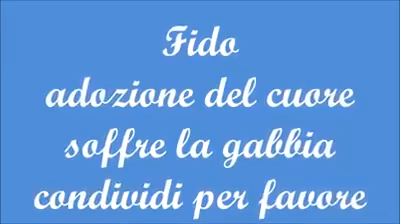 Fido
adozione del cuore
soffre la gabbia
condividi per favore